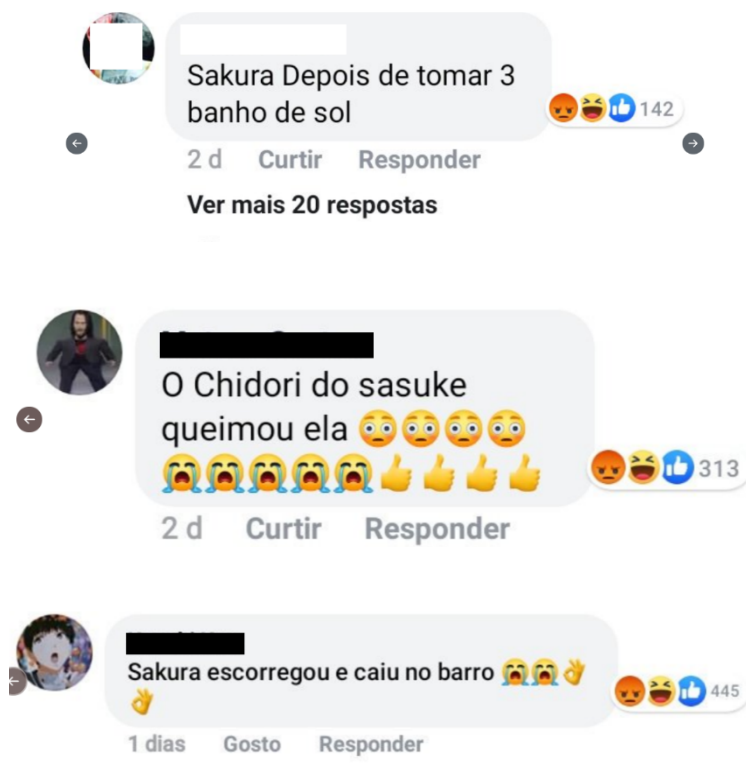 Sakura Depois de tomar 3
banho de sol
142
2 d Curtir Responder
Ver mais 20 respostas
O Chidori do sasuke
queimou ela 😳😳😳😳
😭😭😭😭😭👍👍👍👍
313
2 d Curtir Responder
Sakura escorregou e caiu no barro 😭😭👌
👌
445
1 dias Gosto Responder